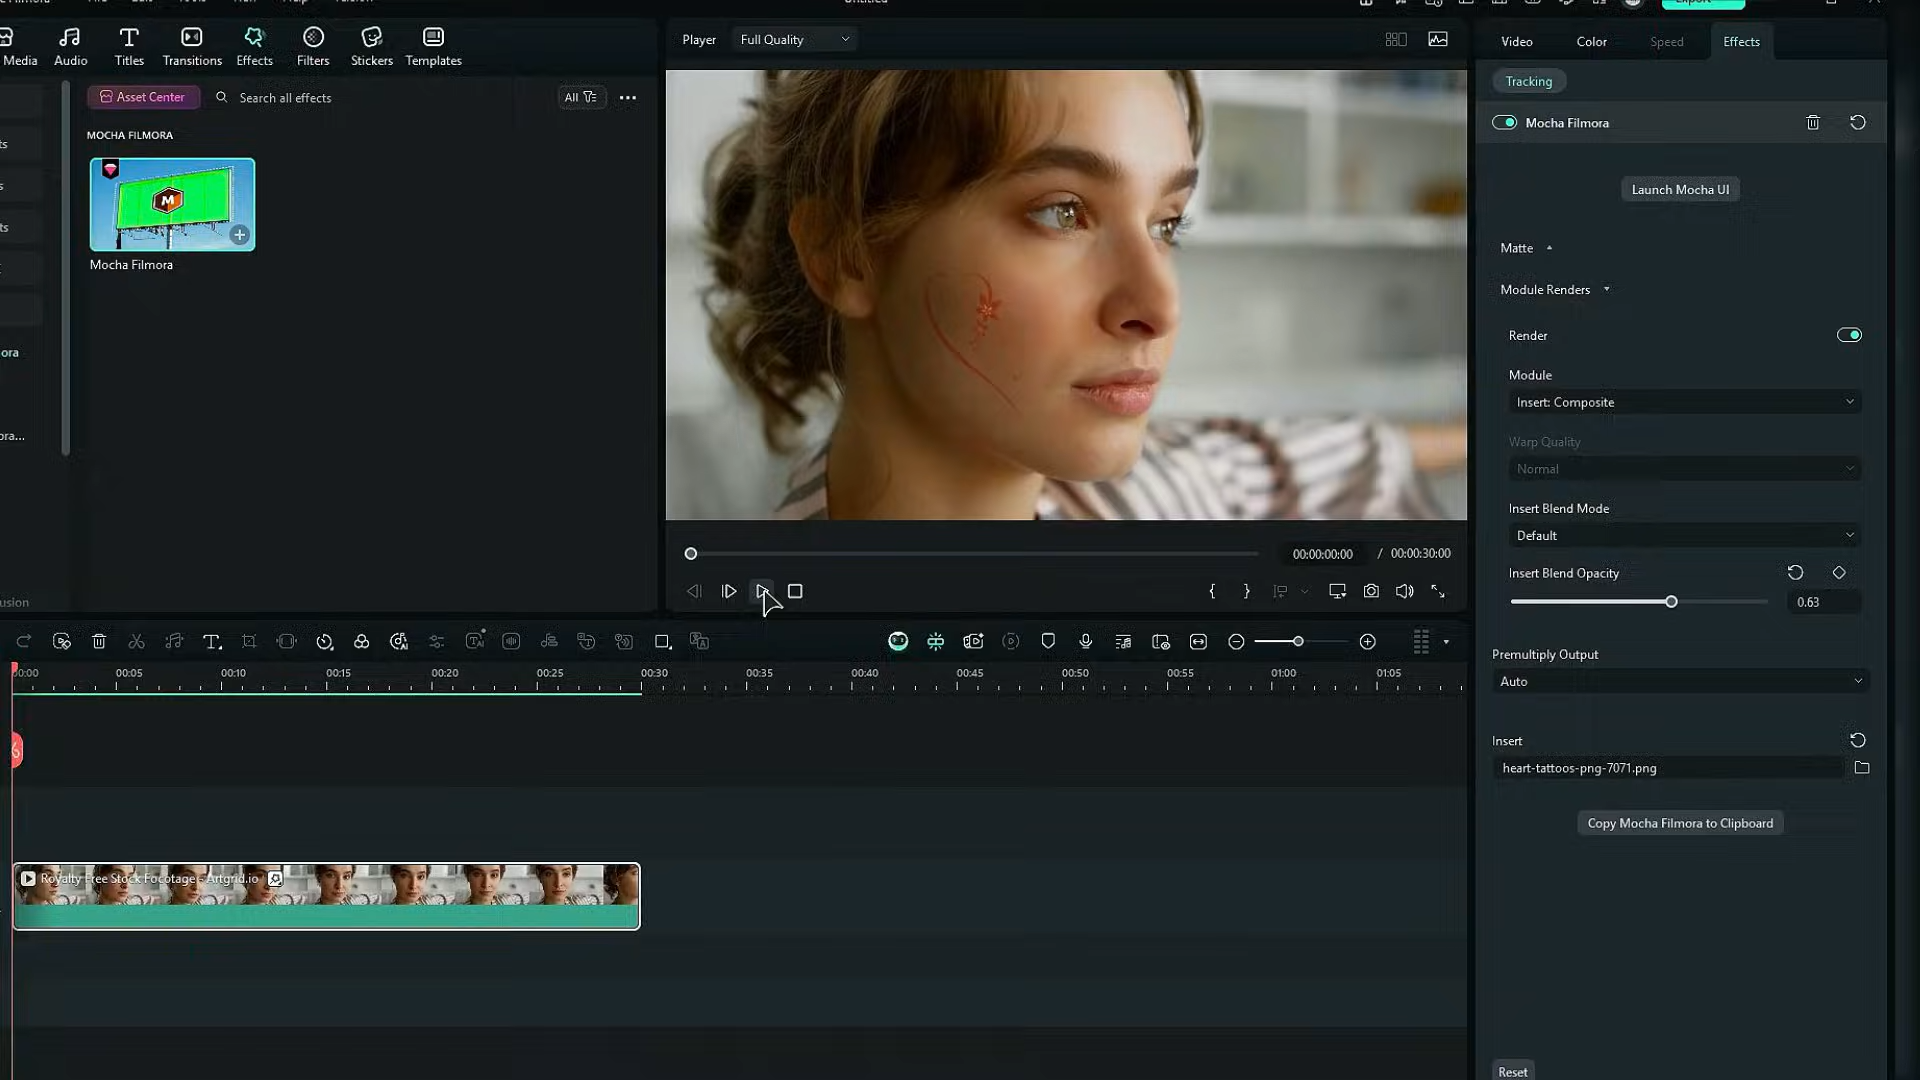 Untitled
Media
Audio
Titles
Transitions
Effects
Filters
Stickers
Templates
Asset Center
Search all effects
All
MOCHA FILMORA
M
Mocha Filmora
Player
Full Quality
00:00:00:00 / 00:00:30:00
Video
Color
Speed
Effects
Tracking
Mocha Filmora
Launch Mocha UI
Matte
Module Renders
Render
Module
Insert: Composite
Warp Quality
Normal
Insert Blend Mode
Default
Insert Blend Opacity
0.63
Premultiply Output
Auto
Insert
heart-tattoos-png-7071.png
Copy Mocha Filmora to Clipboard
Reset
00:00 00:05 00:10 00:15 00:20 00:25 00:30 00:35 00:40 00:45 00:50 00:55 01:00 01:05
Royalty Free Stock Footage - Artgrid.io